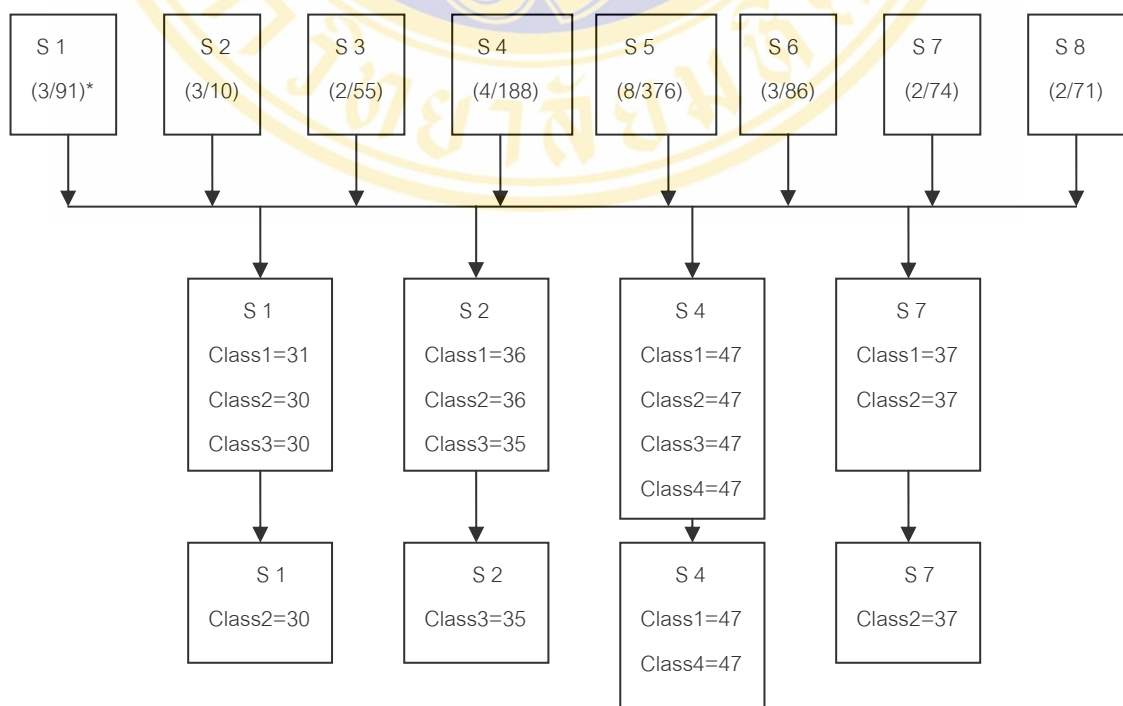 S 1
(3/91)*
S 2
(3/10)
S 3
(2/55)
S 4
(4/188)
S 5
(8/376)
S 6
(3/86)
S 7
(2/74)
S 8
(2/71)
S 1
Class1=31
Class2=30
Class3=30
S 2
Class1=36
Class2=36
Class3=35
S 4
Class1=47
Class2=47
Class3=47
Class4=47
S 7
Class1=37
Class2=37
S 1
Class2=30
S 2
Class3=35
S 4
Class1=47
Class4=47
S 7
Class2=37